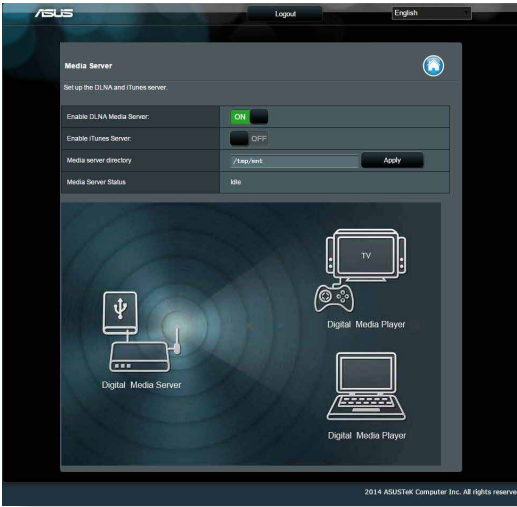 ASUS
Logout
English
Media Server
Set up the DLNA and iTunes server.
Enable DLNA Media Server:
ON
Enable iTunes Server:
OFF
Media server directory
/tmp/mnt
Apply
Media Server Status
Idle
TV
Digital Media Player
Digital Media Server
Digital Media Player
2014 ASUSTeK Computer Inc. All rights reserve